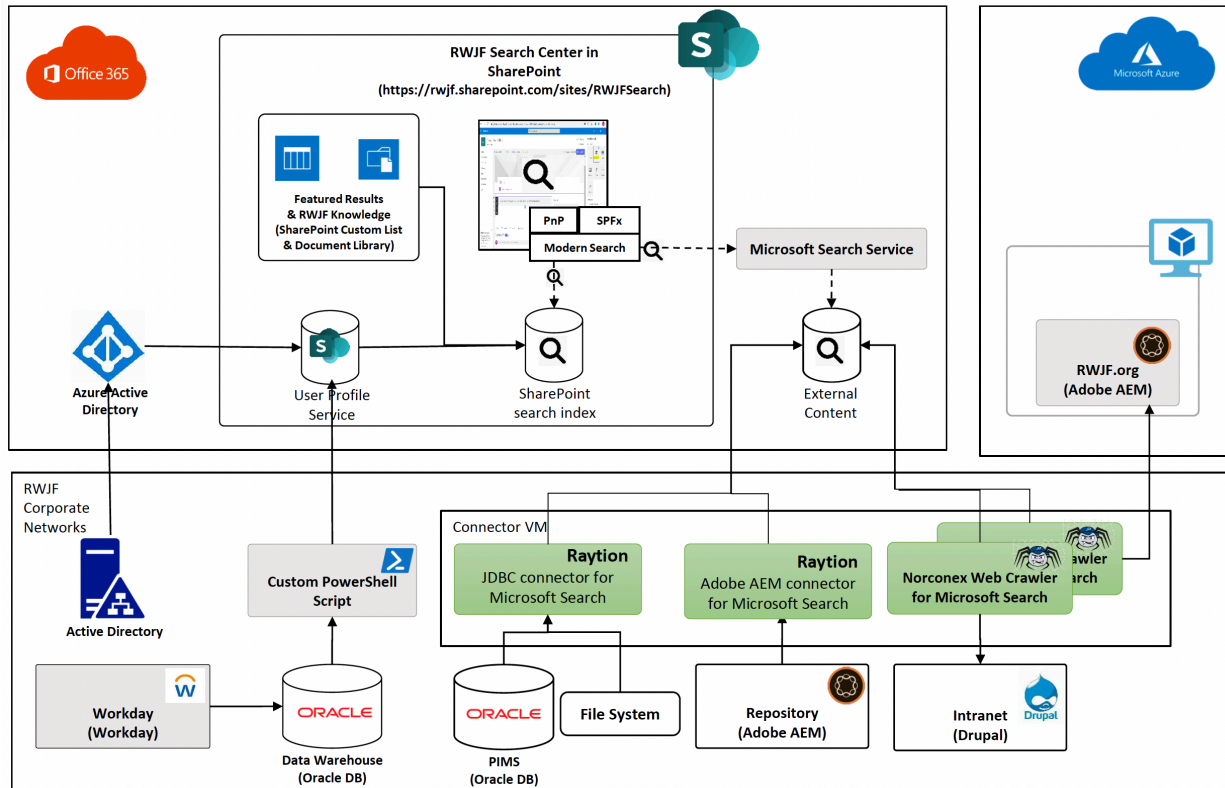 Office 365
RWJF Search Center in
SharePoint
(https://rwjf.sharepoint.com/sites/RWJFSearch)
S
Microsoft Azure
Featured Results
& RWJF Knowledge
(SharePoint Custom List
& Document Library)
PnP
SPFx
Modern Search
Microsoft Search Service
Azure Active
Directory
S
User Profile
Service
SharePoint
search index
External
Content
RWJF.org
(Adobe AEM)
RWJF
Corporate
Networks
Connector VM
Active Directory
Custom PowerShell
Script
Raytion
JDBC connector for
Microsoft Search
Raytion
Adobe AEM connector
for Microsoft Search
Norconex Web Crawler
for Microsoft Search
rawler
arch
Workday
(Workday)
ORACLE
Data Warehouse
(Oracle DB)
ORACLE
PIMS
(Oracle DB)
File System
Repository
(Adobe AEM)
Intranet
(Drupal)
Drupal